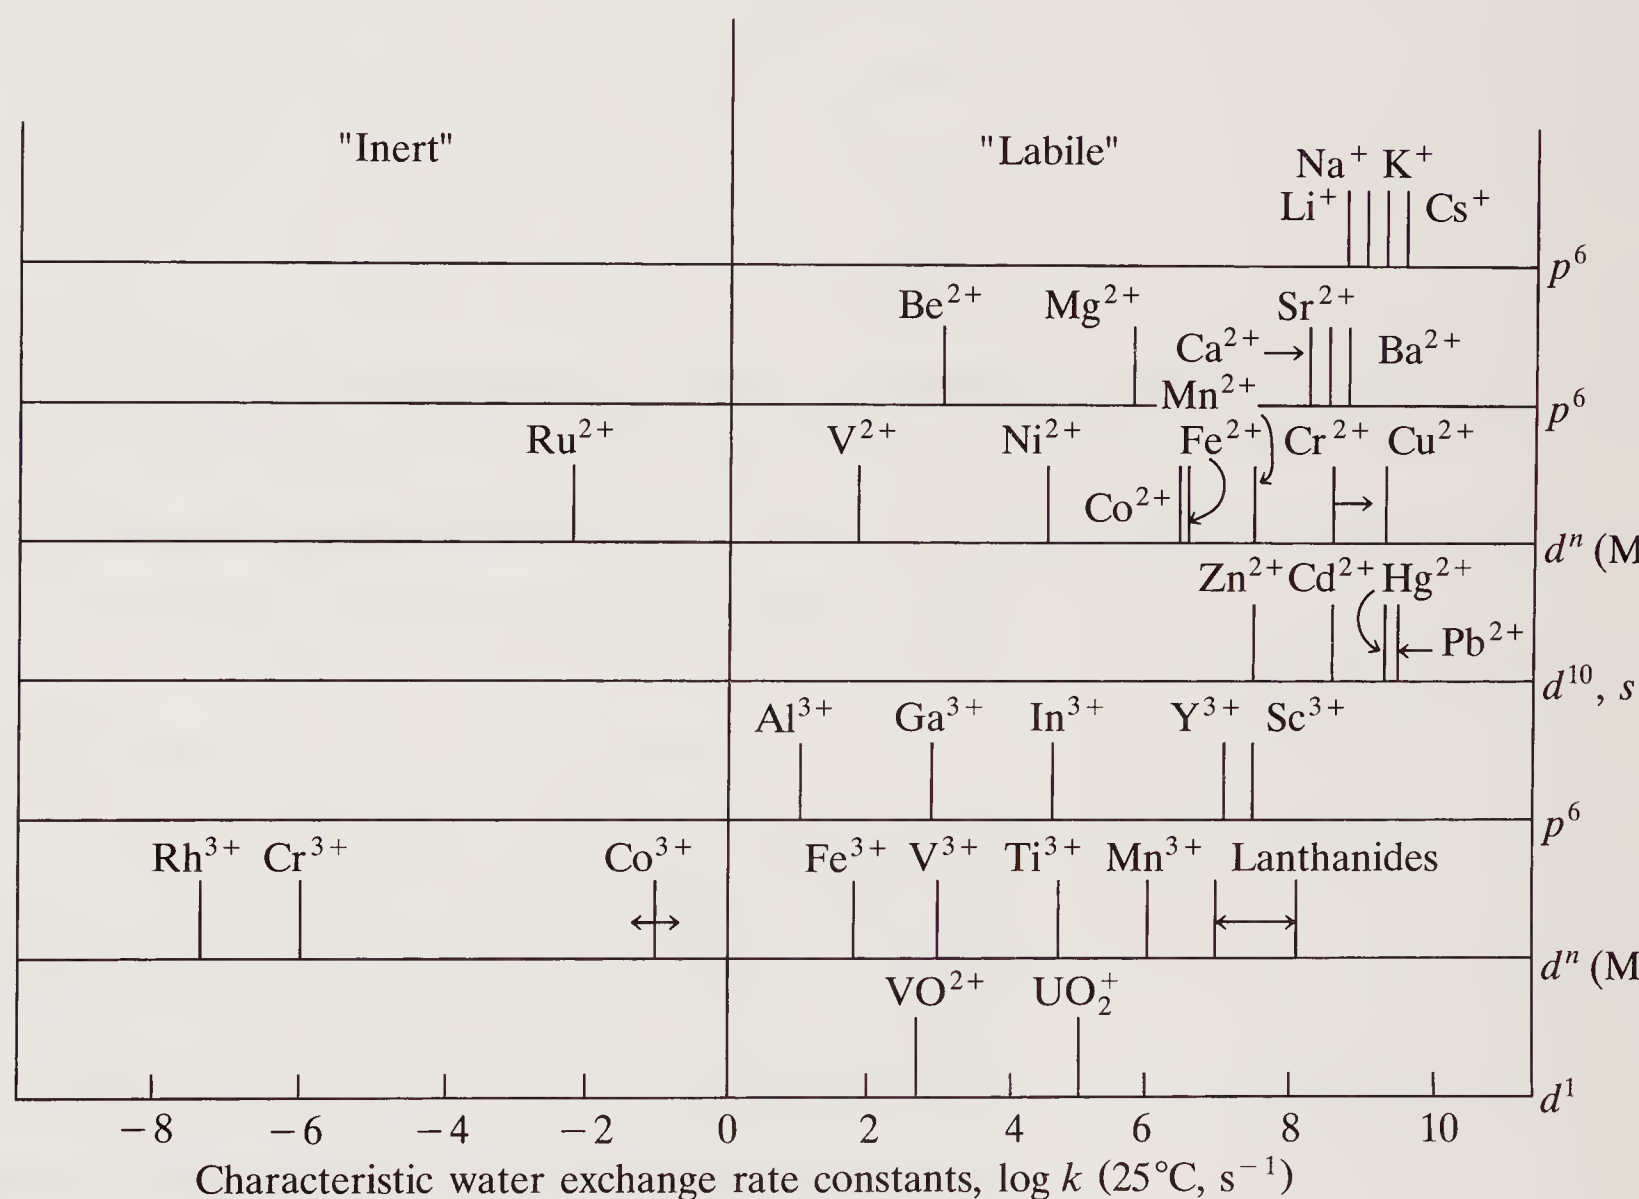 "Inert" "Labile"
Na⁺ K⁺
Li⁺ Cs⁺
p⁶
Be²⁺ Mg²⁺ Sr²⁺
Ca²⁺ Ba²⁺
Mn²⁺
p⁶
Ru²⁺ V²⁺ Ni²⁺ Fe²⁺ Cr²⁺ Cu²⁺
Co²⁺
dⁿ (M
Zn²⁺ Cd²⁺ Hg²⁺
Pb²⁺
d¹⁰, s
Al³⁺ Ga³⁺ In³⁺ Y³⁺ Sc³⁺
p⁶
Rh³⁺ Cr³⁺ Co³⁺ Fe³⁺ V³⁺ Ti³⁺ Mn³⁺ Lanthanides
dⁿ (M
VO²⁺ UO₂⁺
d¹
−8 −6 −4 −2 0 2 4 6 8 10
Characteristic water exchange rate constants, log k (25°C, s⁻¹)